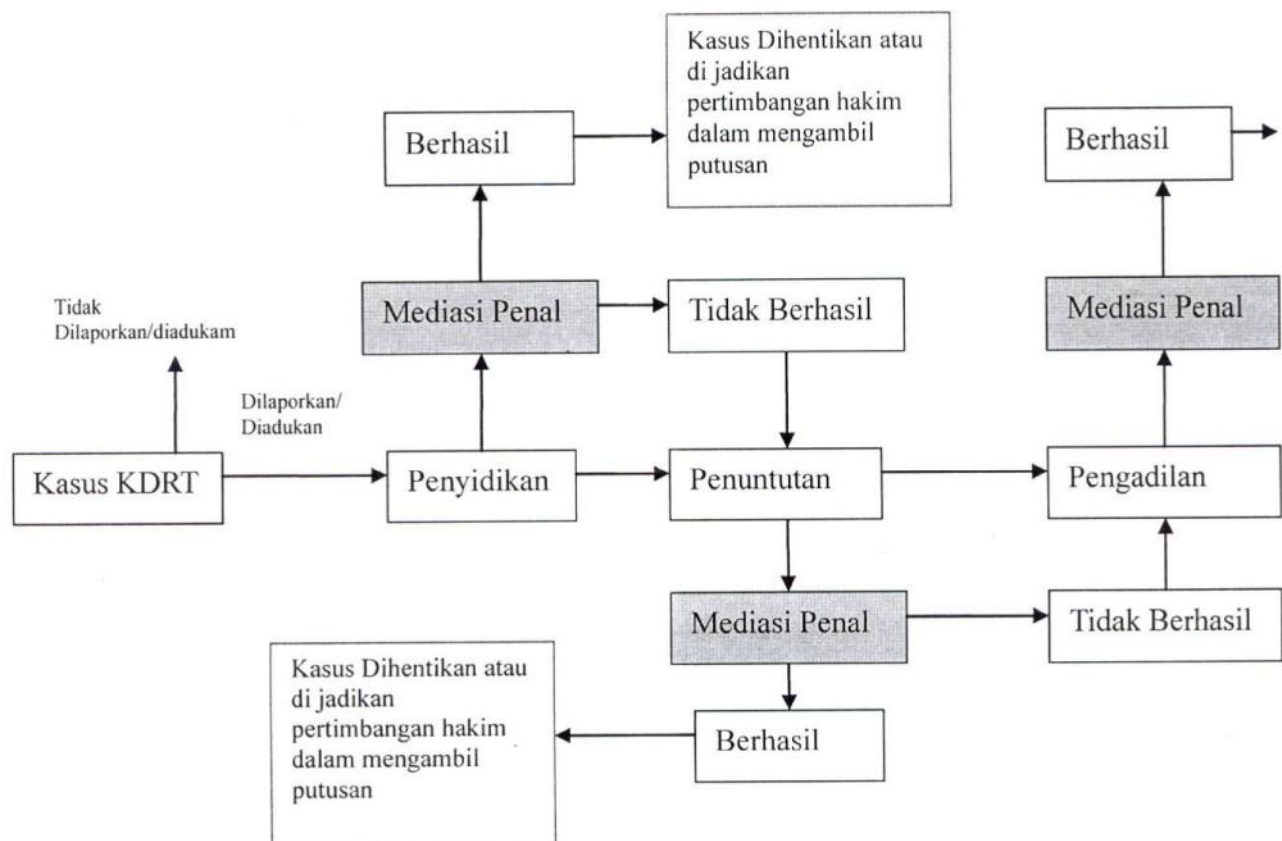 Kasus Dihentikan atau
di jadikan
pertimbangan hakim
dalam mengambil
putusan
Berhasil
Berhasil
Mediasi Penal
Tidak Berhasil
Mediasi Penal
Tidak
Dilaporkan/diadukam
Dilaporkan/
Diadukan
Kasus KDRT
Penyidikan
Penuntutan
Pengadilan
Mediasi Penal
Tidak Berhasil
Kasus Dihentikan atau
di jadikan
pertimbangan hakim
dalam mengambil
putusan
Berhasil